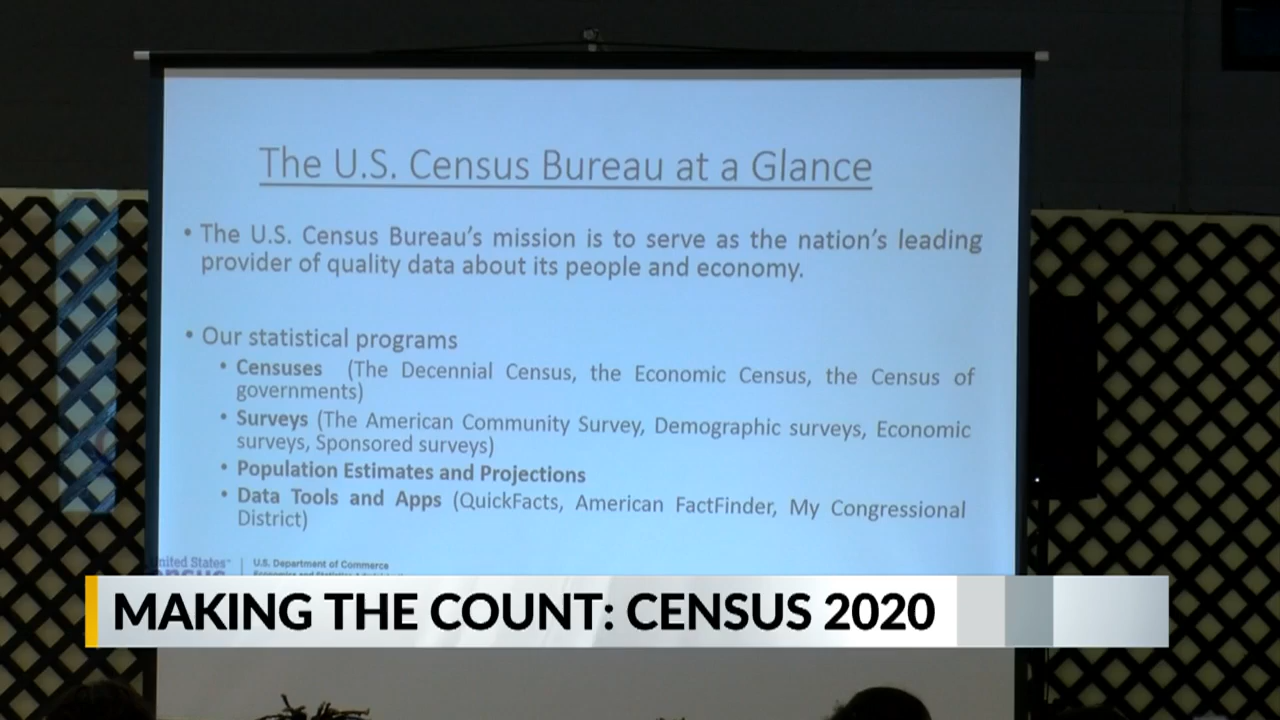 The U.S. Census Bureau at a Glance
• The U.S. Census Bureau's mission is to serve as the nation's leading
provider of quality data about its people and economy.
• Our statistical programs
• Censuses (The Decennial Census, the Economic Census, the Census of
governments)
• Surveys (The American Community Survey, Demographic surveys, Economic
surveys, Sponsored surveys)
• Population Estimates and Projections
• Data Tools and Apps (QuickFacts, American FactFinder, My Congressional
District)
U.S. Department of Commerce
MAKING THE COUNT: CENSUS 2020